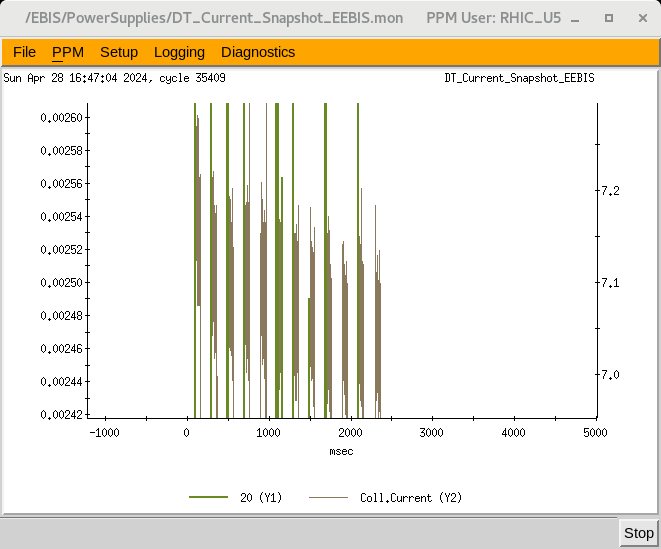 /EBIS/PowerSupplies/DT_Current_Snapshot_EEBIS.mon PPM User: RHIC_U5
File PPM Setup Logging Diagnostics
Sun Apr 28 16:47:04 2024, cycle 35409 DT_Current_Snapshot_EEBIS
0.00260
0.00258
0.00256
7.2
0.00254
0.00252
0.00250
7.1
0.00248
0.00246
7.0
0.00244
0.00242
-1000 0 1000 2000 3000 4000 5000
msec
20 (Y1) Coll.Current (Y2)
Stop